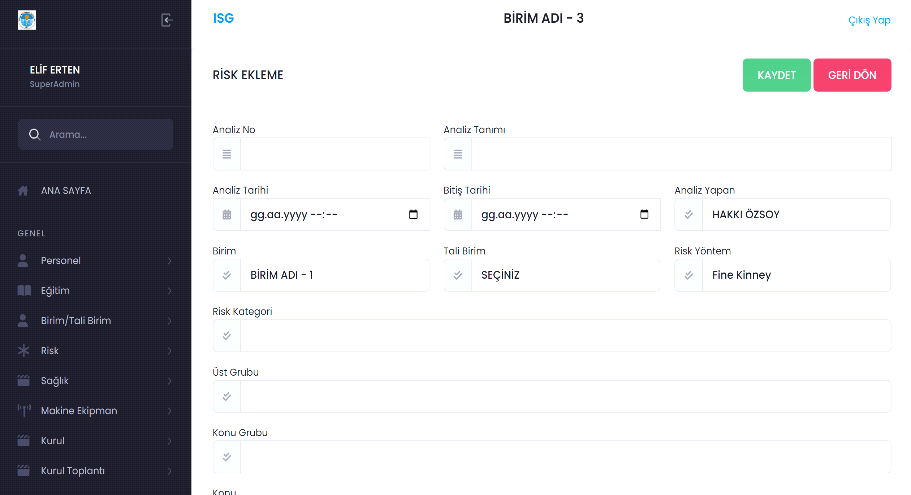 ISG
BİRİM ADI - 3
Çıkış Yap
ELİF ERTEN
SuperAdmin
Arama...
ANA SAYFA
GENEL
Personel
Eğitim
Birim/Tali Birim
Risk
Sağlık
Makine Ekipman
Kurul
Kurul Toplantı
RİSK EKLEME
KAYDET
GERİ DÖN
Analiz No
Analiz Tanımı
Analiz Tarihi
gg.aa.yyyy --:--
Bitiş Tarihi
gg.aa.yyyy --:--
Analiz Yapan
HAKKI ÖZSOY
Birim
BİRİM ADI - 1
Tali Birim
SEÇİNİZ
Risk Yöntem
Fine Kinney
Risk Kategori
Üst Grubu
Konu Grubu
Konu